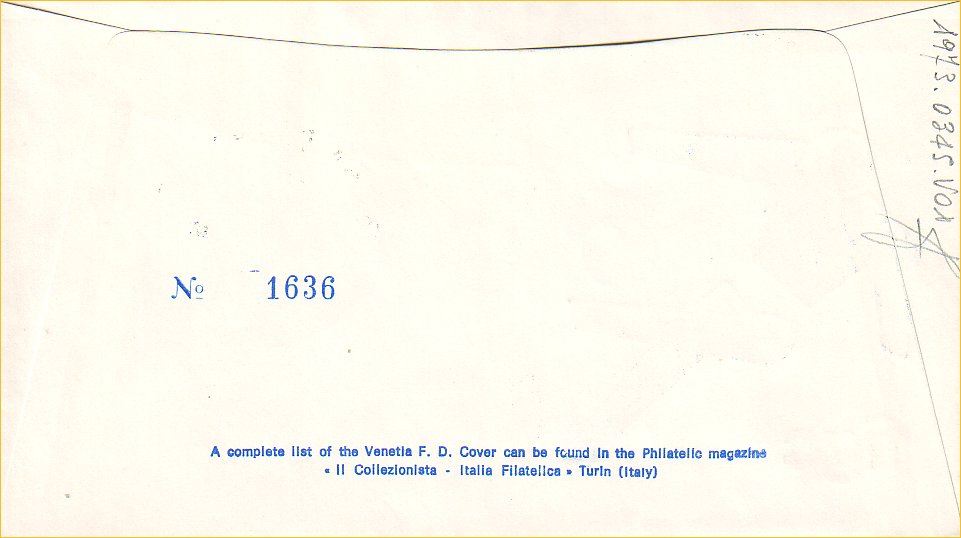 1973.0345.V01
Nº 1636
A complete list of the Venetia F. D. Cover can be found in the Philatelic magazine
« Il Collezionista - Italia Filatelica » Turin (Italy)